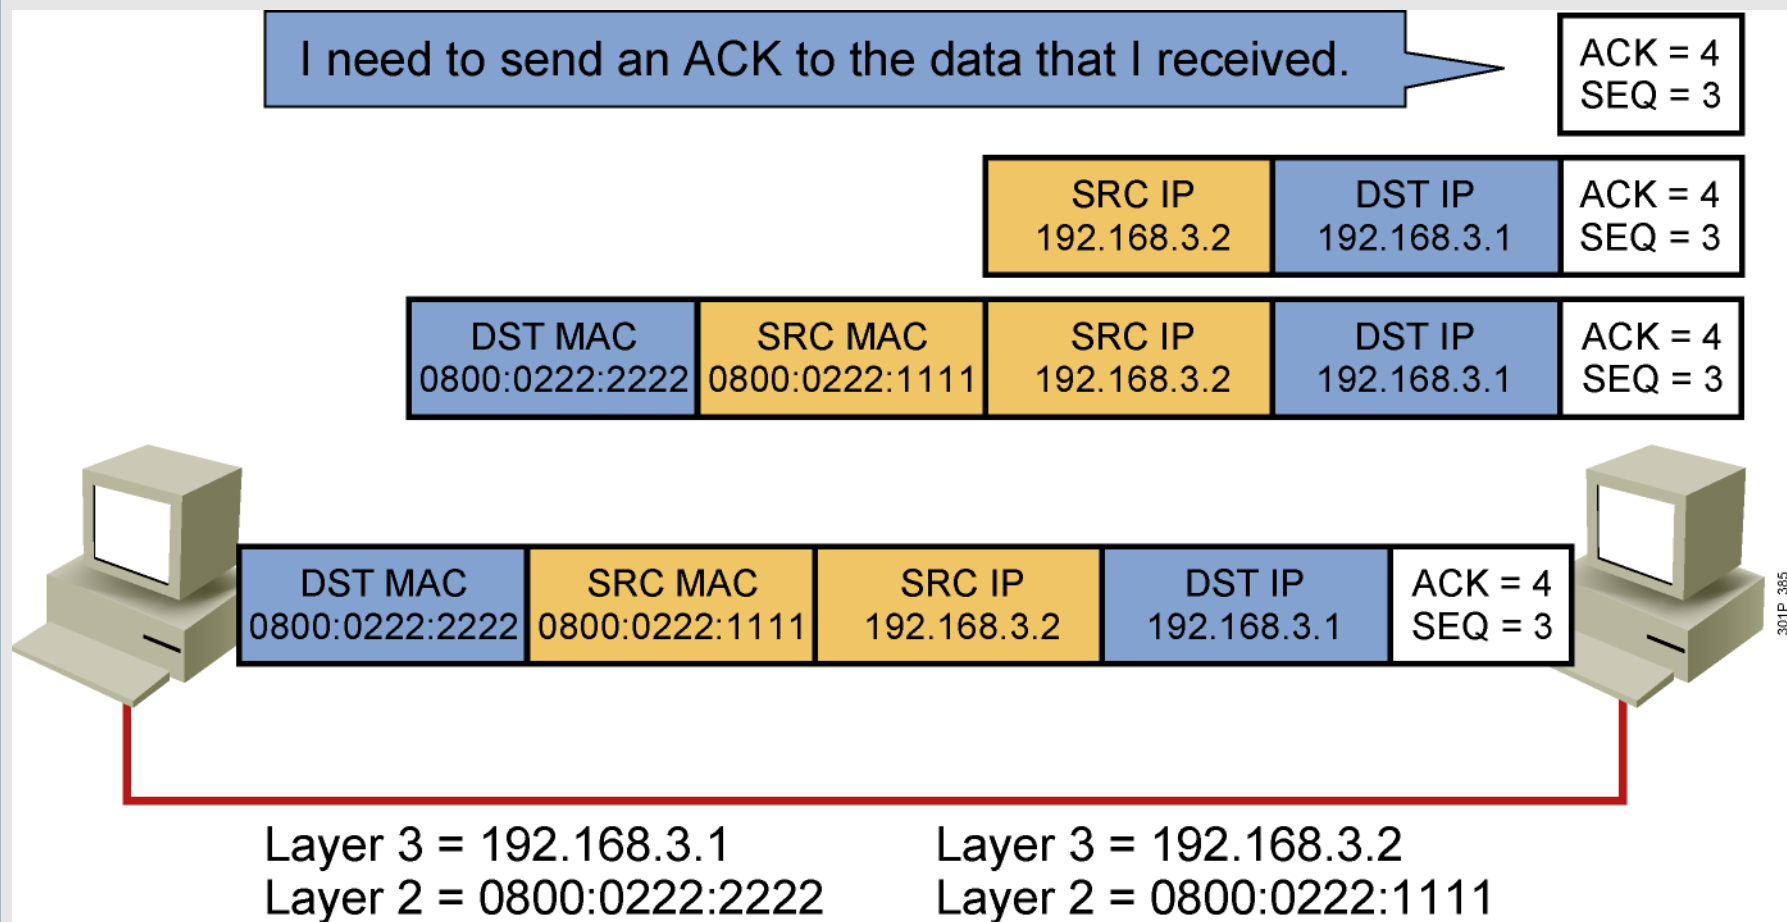 I need to send an ACK to the data that I received.
ACK = 4
SEQ = 3
SRC IP
192.168.3.2
DST IP
192.168.3.1
ACK = 4
SEQ = 3
DST MAC
0800:0222:2222
SRC MAC
0800:0222:1111
SRC IP
192.168.3.2
DST IP
192.168.3.1
ACK = 4
SEQ = 3
DST MAC
0800:0222:2222
SRC MAC
0800:0222:1111
SRC IP
192.168.3.2
DST IP
192.168.3.1
ACK = 4
SEQ = 3
301P_385
Layer 3 = 192.168.3.1
Layer 2 = 0800:0222:2222
Layer 3 = 192.168.3.2
Layer 2 = 0800:0222:1111